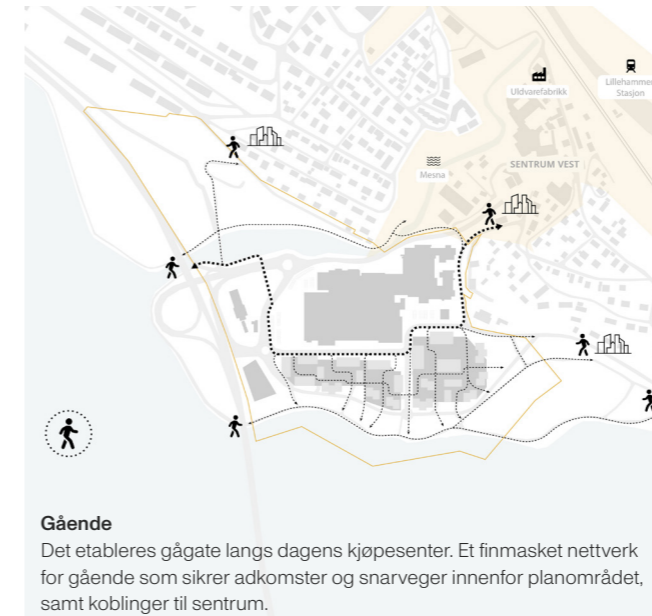 Uldvarefabrikk
Lillehammer
Stasjon
SENTRUM VEST
Mesna
Gående
Det etableres gågate langs dagens kjøpesenter. Et finmasket nettverk
for gående som sikrer adkomster og snarveger innenfor planområdet,
samt koblinger til sentrum.